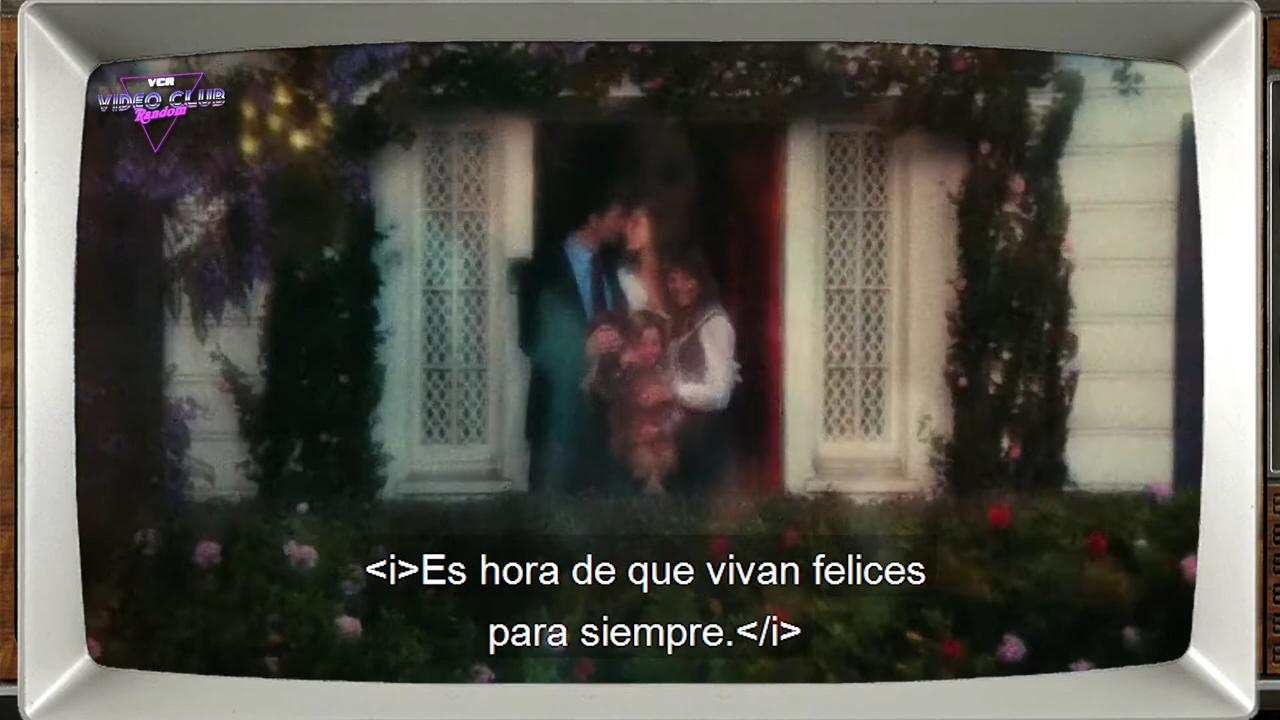 VCR
VIDEO CLUB
Random
<i>Es hora de que vivan felices
para siempre.</i>